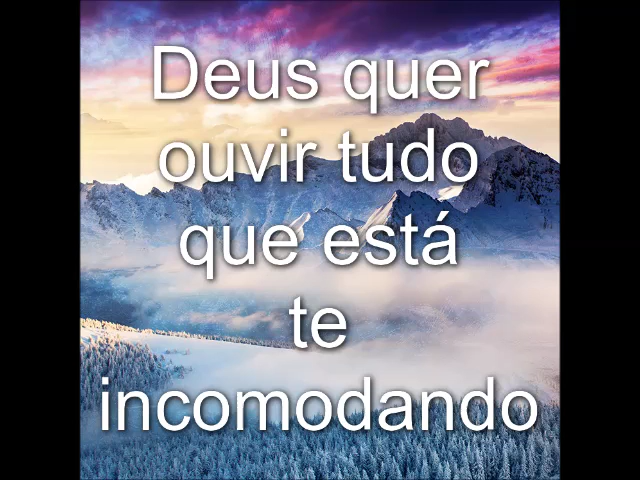 Deus quer
ouvir tudo
que está
te
incomodando